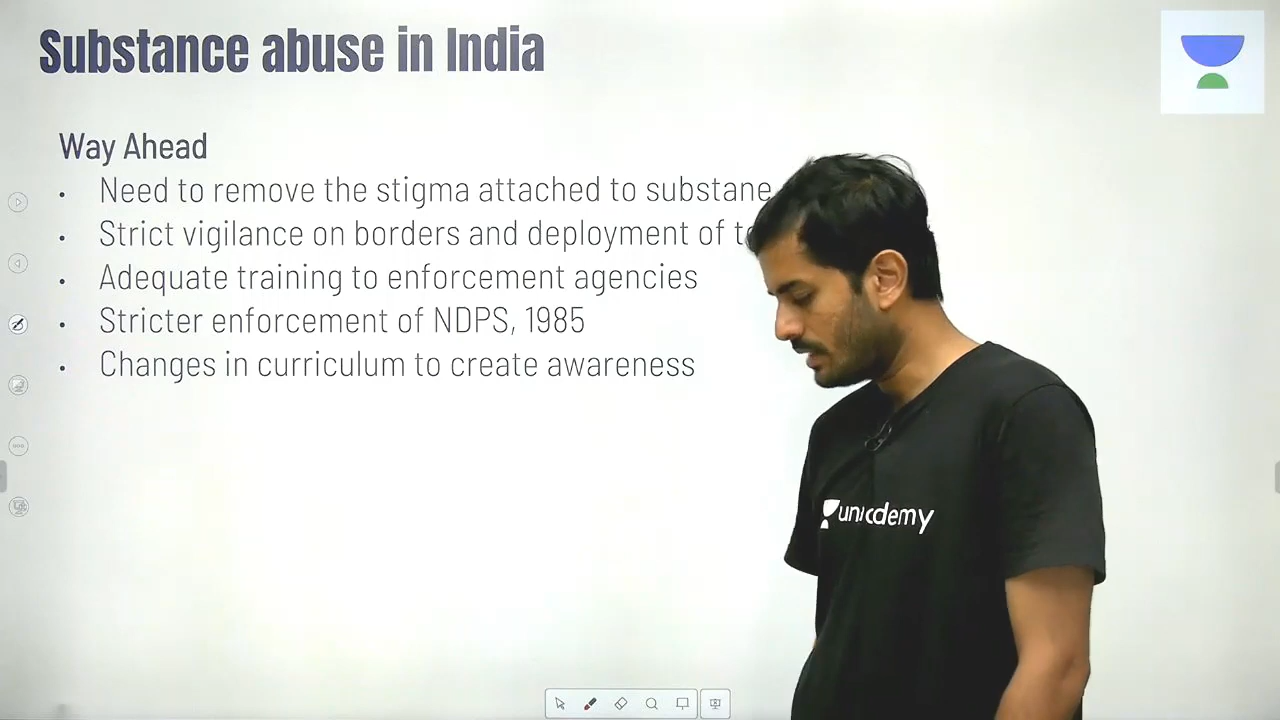 Substance abuse in India
Way Ahead
• Need to remove the stigma attached to substane
• Strict vigilance on borders and deployment of
• Adequate training to enforcement agencies
• Stricter enforcement of NDPS, 1985
• Changes in curriculum to create awareness
unacademy